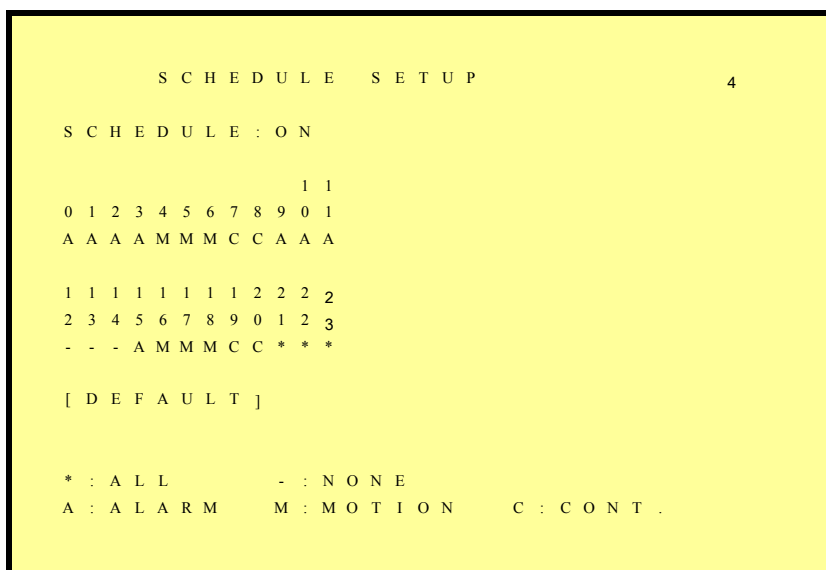 SCHEDULE SETUP 4
SCHEDULE:ON
1 1
0 1 2 3 4 5 6 7 8 9 0 1
A A A A M M M C C A A A
1 1 1 1 1 1 1 1 2 2 2 2
2 3 4 5 6 7 8 9 0 1 2 3
- - - A M M M C C * * *
[DEFAULT]
*:ALL -:NONE
A:ALARM M:MOTION C:CONT.